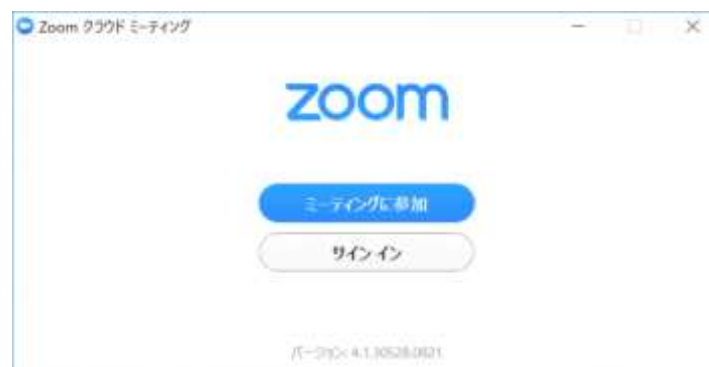 Zoom クラウド ミーティング
zoom
ミーティングに参加
サイン イン
バージョン: 4.1.30528.0821